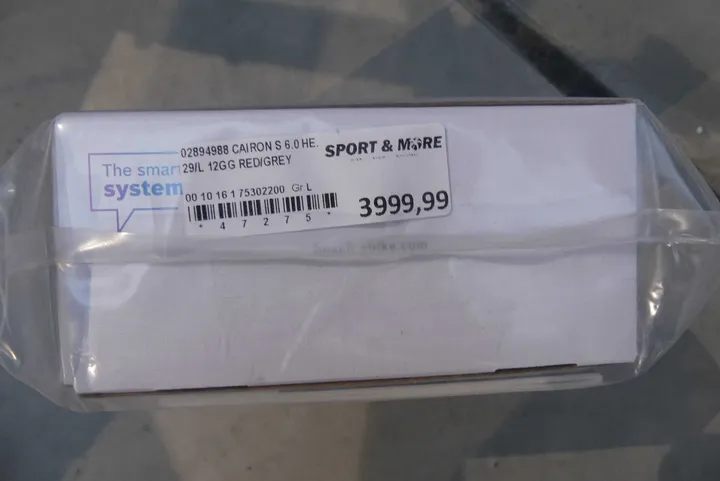 02894988 CAIRON S 6.0 HE.
29/L 12GG RED/GREY
SPORT & MORE
00 10 16 1 75302200 Gr L
* 4 7 2 7 5 *
3999,99
The smar
system